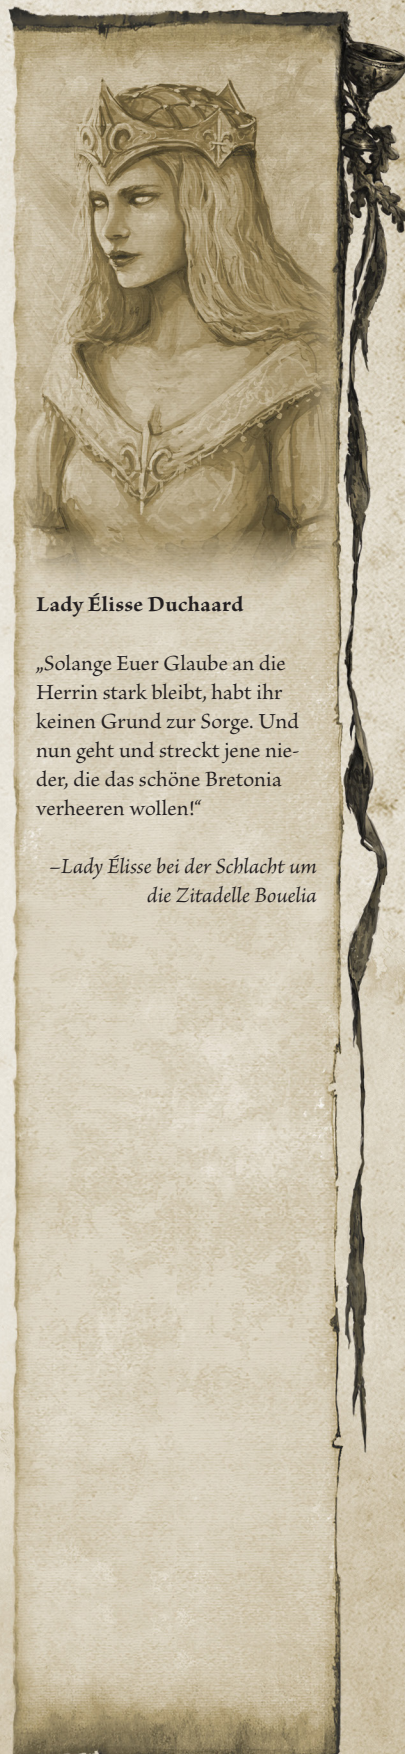 Lady Élisse Duchaard
„Solange Euer Glaube an die
Herrin stark bleibt, habt ihr
keinen Grund zur Sorge. Und
nun geht und streckt jene nie-
der, die das schöne Bretonia
verheeren wollen!“
–Lady Élisse bei der Schlacht um
die Zitadelle Bouelia